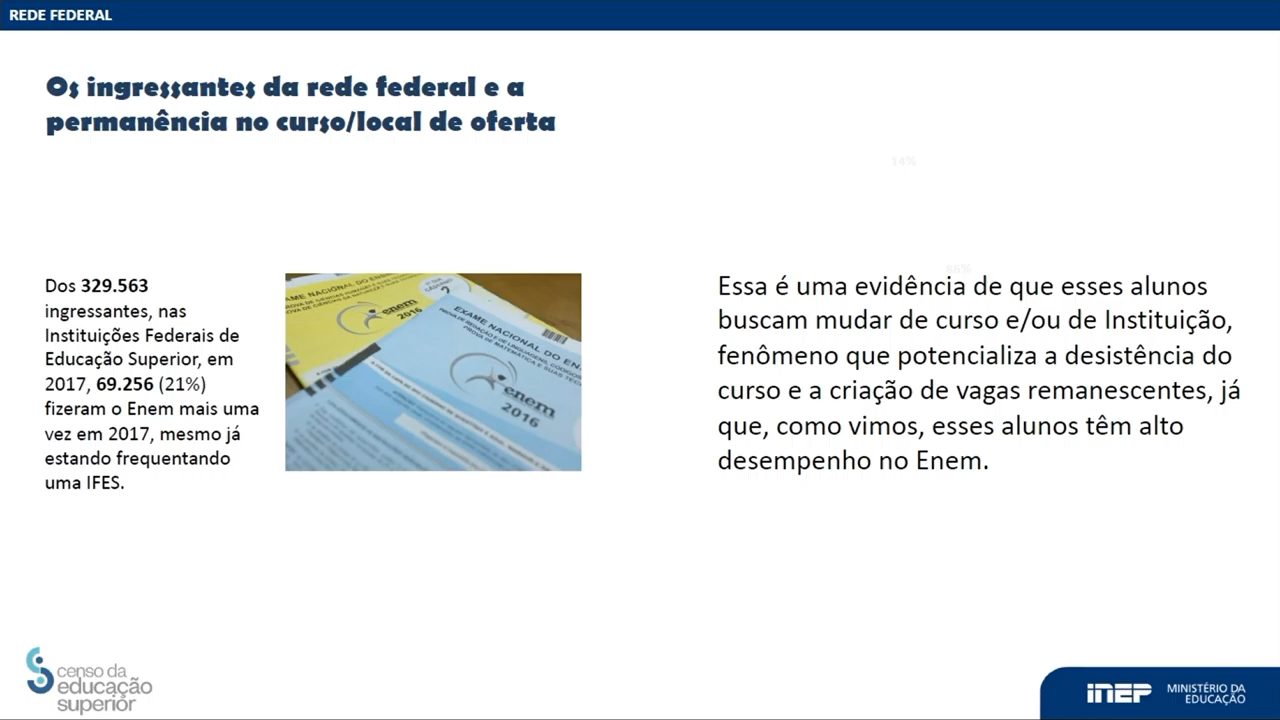 REDE FEDERAL
Os ingressantes da rede federal e a
permanência no curso/local de oferta
14%
86%
Dos 329.563
ingressantes, nas
Instituições Federais de
Educação Superior, em
2017, 69.256 (21%)
fizeram o Enem mais uma
vez em 2017, mesmo já
estando frequentando
uma IFES.
enem
2016
EXAME NACIONAL DO ENSI
enem
2016
Essa é uma evidência de que esses alunos
buscam mudar de curso e/ou de Instituição,
fenômeno que potencializa a desistência do
curso e a criação de vagas remanescentes, já
que, como vimos, esses alunos têm alto
desempenho no Enem.
censo da
educação
superior
INEP
MINISTÉRIO DA
EDUCAÇÃO